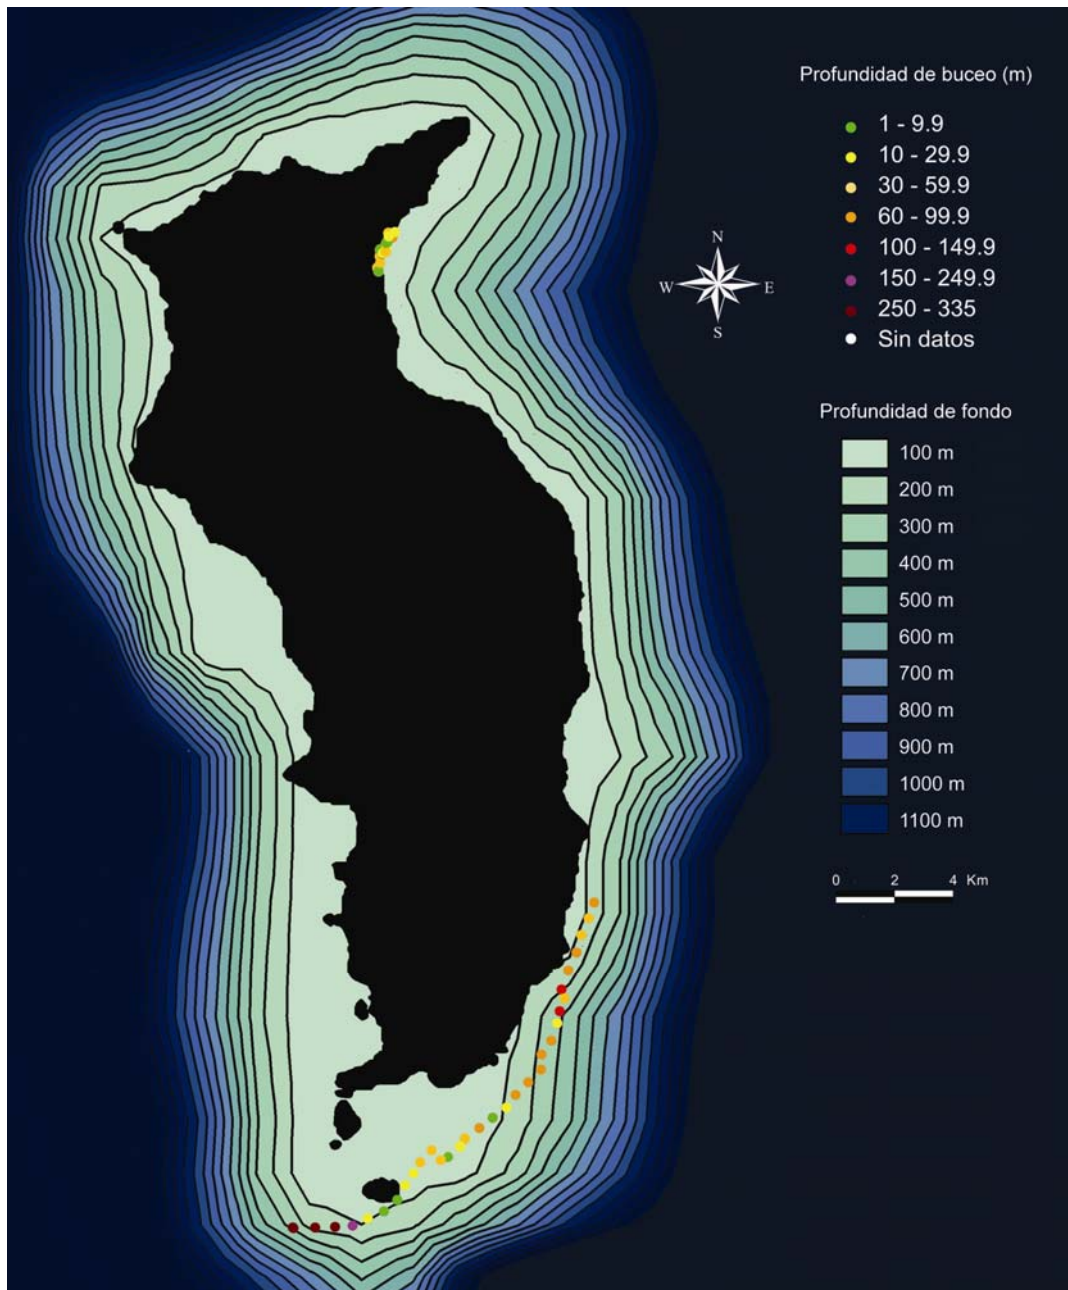 Profundidad de buceo (m)
1 - 9.9
10 - 29.9
30 - 59.9
60 - 99.9
100 - 149.9
150 - 249.9
250 - 335
Sin datos
N
W E
S
Profundidad de fondo
100 m
200 m
300 m
400 m
500 m
600 m
700 m
800 m
900 m
1000 m
1100 m
0 2 4 Km